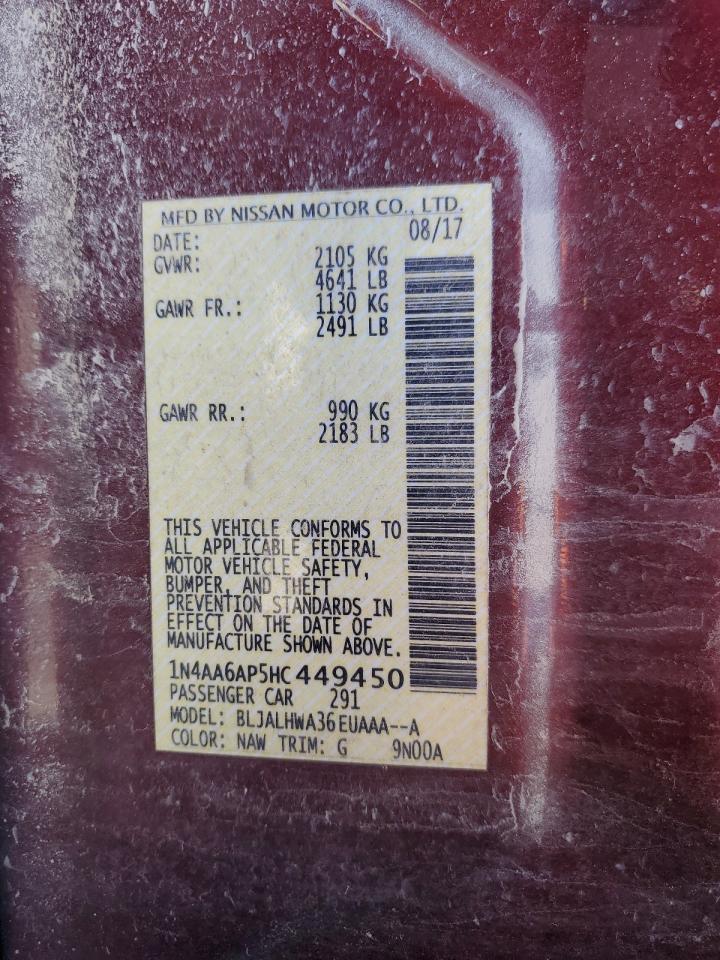 MFD BY NISSAN MOTOR CO., LTD.
DATE: 08/17
GVWR: 2105 KG
4641 LB
GAWR FR.: 1130 KG
2491 LB
GAWR RR.: 990 KG
2183 LB
THIS VEHICLE CONFORMS TO
ALL APPLICABLE FEDERAL
MOTOR VEHICLE SAFETY,
BUMPER, AND THEFT
PREVENTION STANDARDS IN
EFFECT ON THE DATE OF
MANUFACTURE SHOWN ABOVE.
1N4AA6AP5HC449450
PASSENGER CAR 291
MODEL: BLJALHWA36EUAAA--A
COLOR: NAW TRIM: G 9N00A